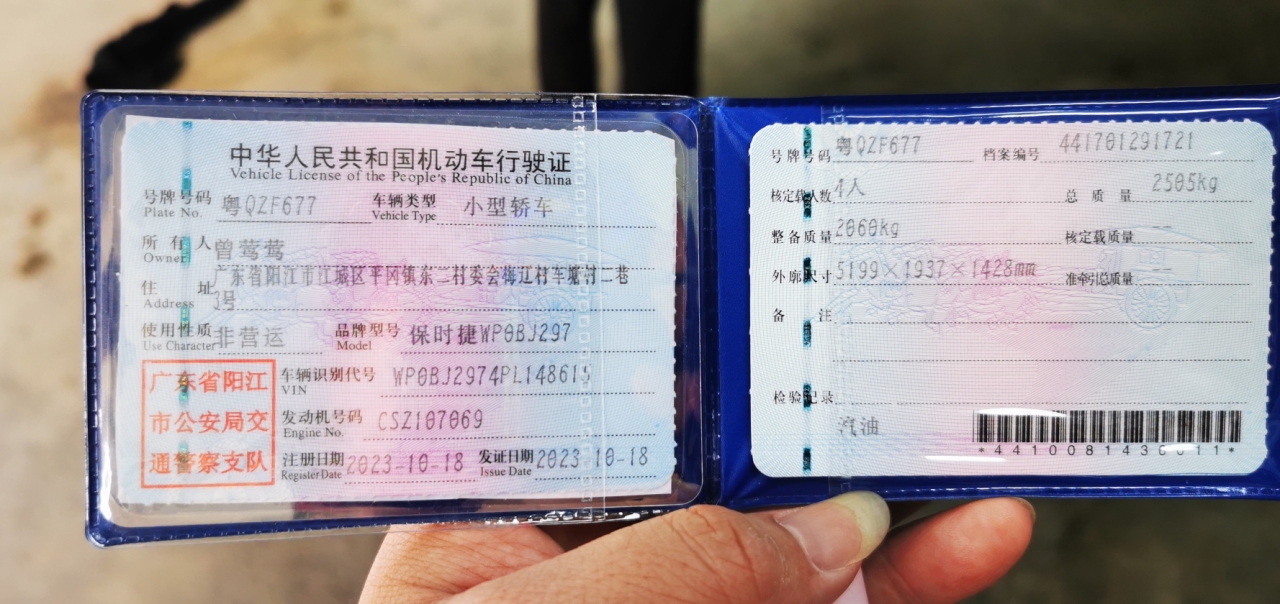 中华人民共和国机动车行驶证
Vehicle License of the People's Republic of China
号牌号码 粤QZF677 车辆类型 小型轿车
Plate No. Vehicle Type
所有人 曾莺莺
Owner
住址 广东省阳江市江城区平冈镇东二村委会梅辽村车墩村二巷
Address 3号
使用性质 非营运 品牌型号 保时捷WP0BJ297
Use Character Model
广东省阳江
市公安局交
通警察支队
车辆识别代号 WP0BJ2974PL148615
VIN
发动机号码 CSZ107069
Engine No.
注册日期 2023-10-18 发证日期 2023-10-18
Register Date Issue Date
号牌号码 粤QZF677 档案编号 441701291721
核定载人数 4人 总质量 2505kg
整备质量 2060kg 核定载质量 --
外廓尺寸 5199×1937×1428mm 准牵引总质量 --
备注
检验记录
汽油